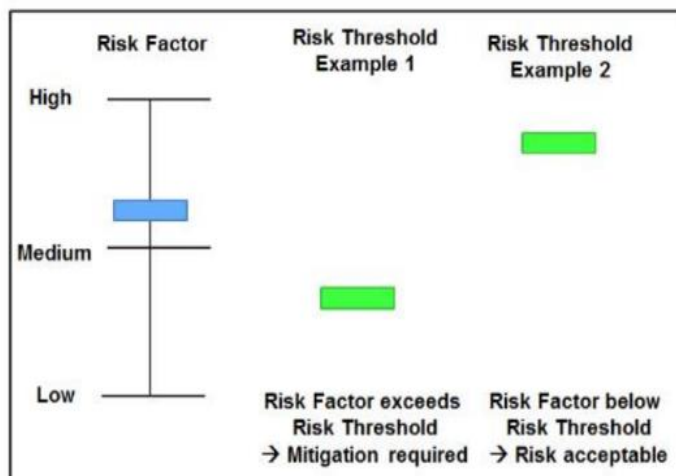 Risk Factor
Risk Threshold
Example 1
Risk Threshold
Example 2
High
Medium
Low
Risk Factor exceeds
Risk Threshold
→ Mitigation required
Risk Factor below
Risk Threshold
→ Risk acceptable